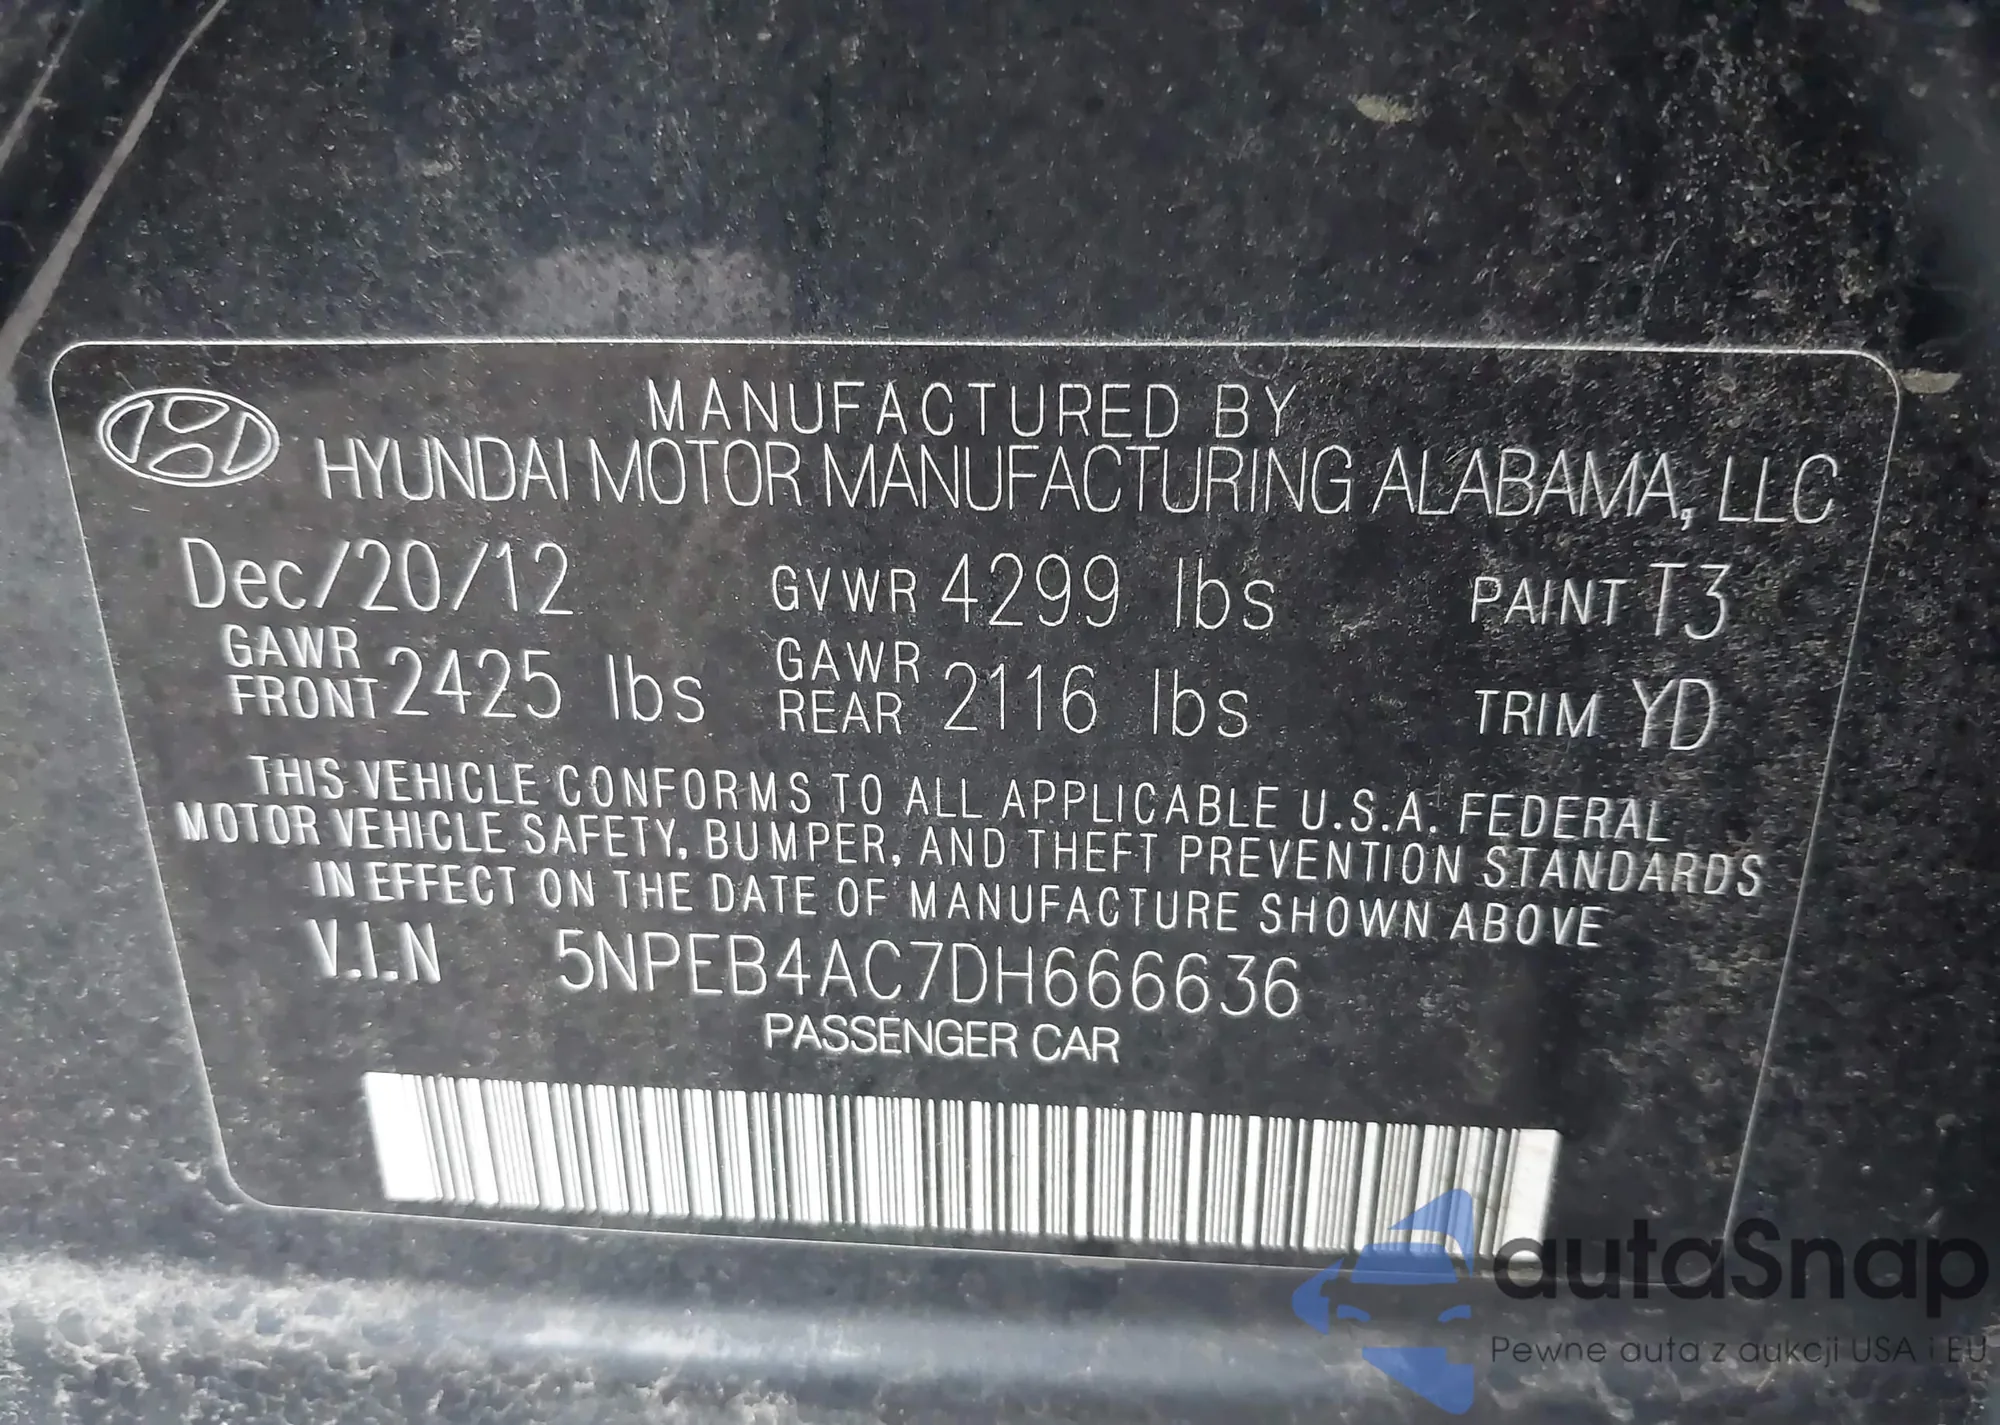 MANUFACTURED BY
HYUNDAI MOTOR MANUFACTURING ALABAMA, LLC
Dec/20/12 GVWR 4299 lbs PAINT T3
GAWR FRONT 2425 lbs GAWR REAR 2116 lbs TRIM YD
THIS VEHICLE CONFORMS TO ALL APPLICABLE U.S.A. FEDERAL
MOTOR VEHICLE SAFETY, BUMPER, AND THEFT PREVENTION STANDARDS
IN EFFECT ON THE DATE OF MANUFACTURE SHOWN ABOVE
V.I.N 5NPEB4AC7DH666636
PASSENGER CAR
autaSnap
Pewne auta z aukcji USA i EU